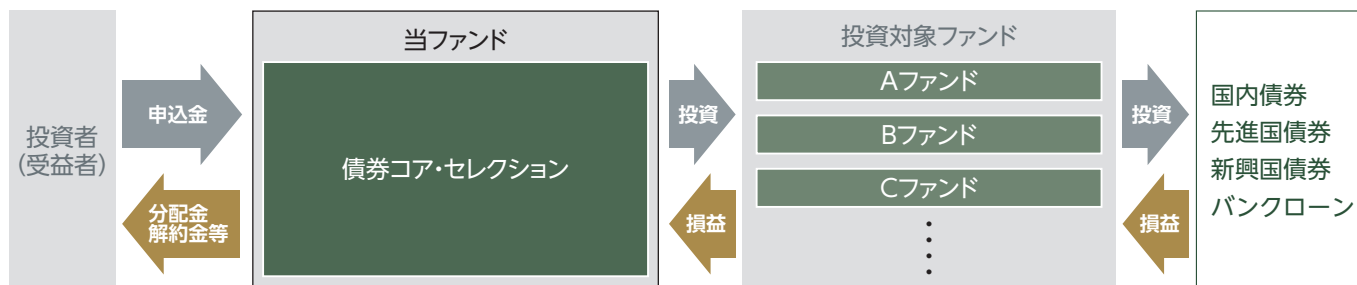 投資者
(受益者)
申込金
分配金
解約金等
当ファンド
債券コア・セレクション
投資
損益
投資対象ファンド
Aファンド
Bファンド
Cファンド
投資
損益
国内債券
先進国債券
新興国債券
バンクローン